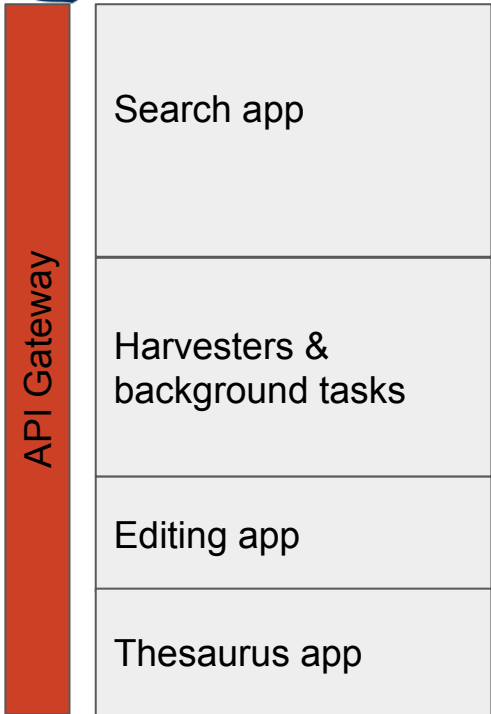 API Gateway
Search app
Harvesters &
background tasks
Editing app
Thesaurus app